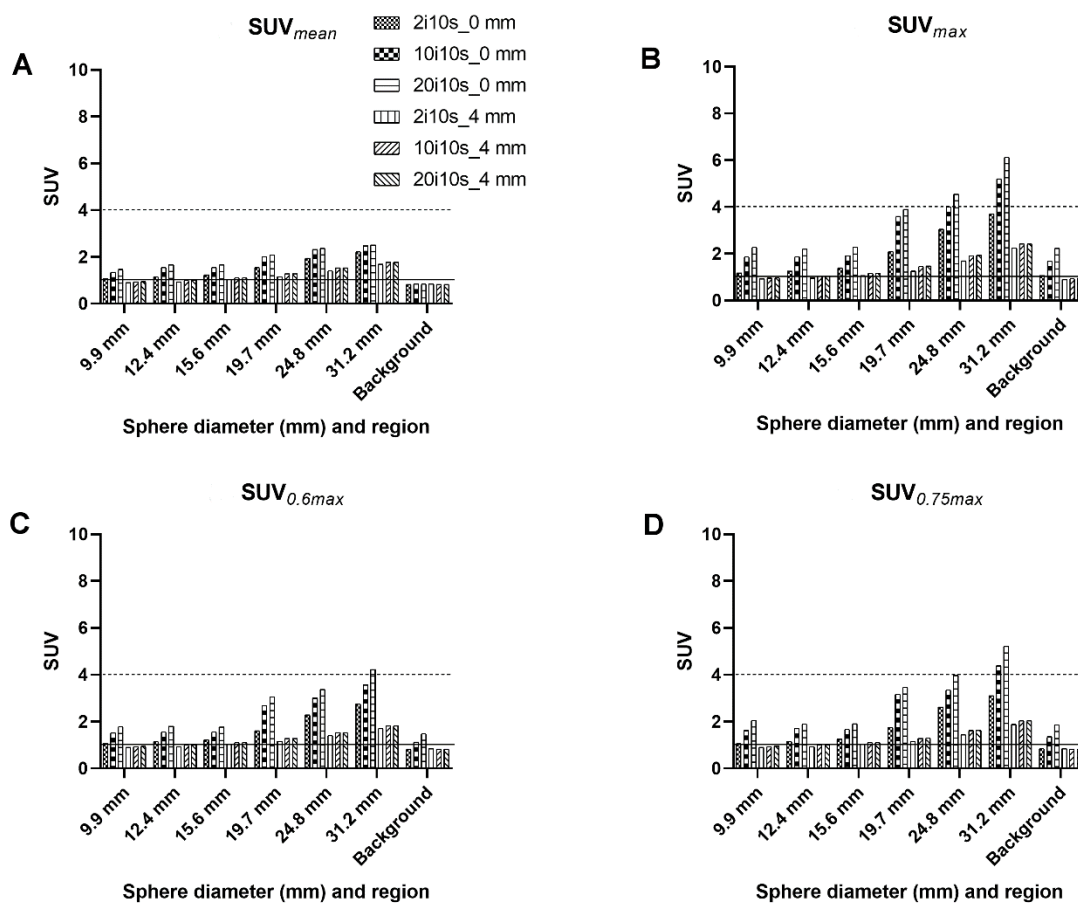 SUVmean
2i10s_0 mm
10i10s_0 mm
20i10s_0 mm
2i10s_4 mm
10i10s_4 mm
20i10s_4 mm
A
10
8
6
4
2
0
SUV
9.9 mm
12.4 mm
15.6 mm
19.7 mm
24.8 mm
31.2 mm
Background
Sphere diameter (mm) and region
SUVmax
B
10
8
6
4
2
0
SUV
9.9 mm
12.4 mm
15.6 mm
19.7 mm
24.8 mm
31.2 mm
Background
Sphere diameter (mm) and region
SUV0.6max
C
10
8
6
4
2
0
SUV
9.9 mm
12.4 mm
15.6 mm
19.7 mm
24.8 mm
31.2 mm
Background
Sphere diameter (mm) and region
SUV0.75max
D
10
8
6
4
2
0
SUV
9.9 mm
12.4 mm
15.6 mm
19.7 mm
24.8 mm
31.2 mm
Background
Sphere diameter (mm) and region